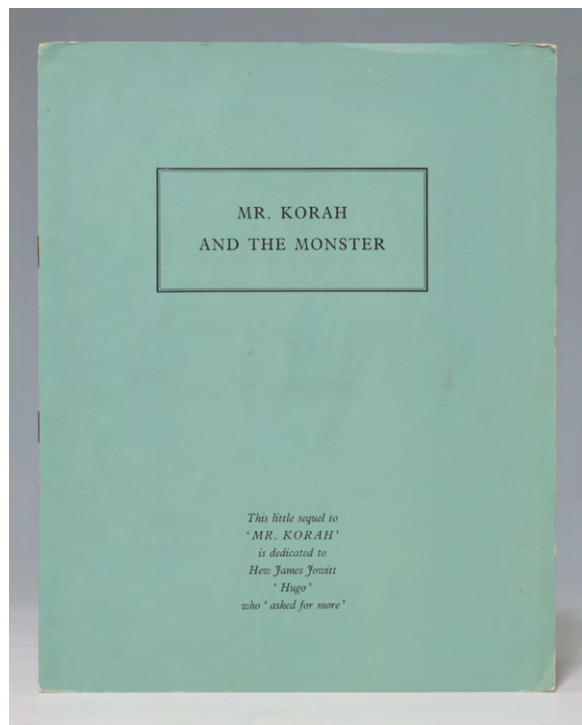 MR. KORAH
AND THE MONSTER
This little sequel to
‘MR. KORAH’
is dedicated to
Hew James Jowitt
‘Hugo’
who ‘asked for more’